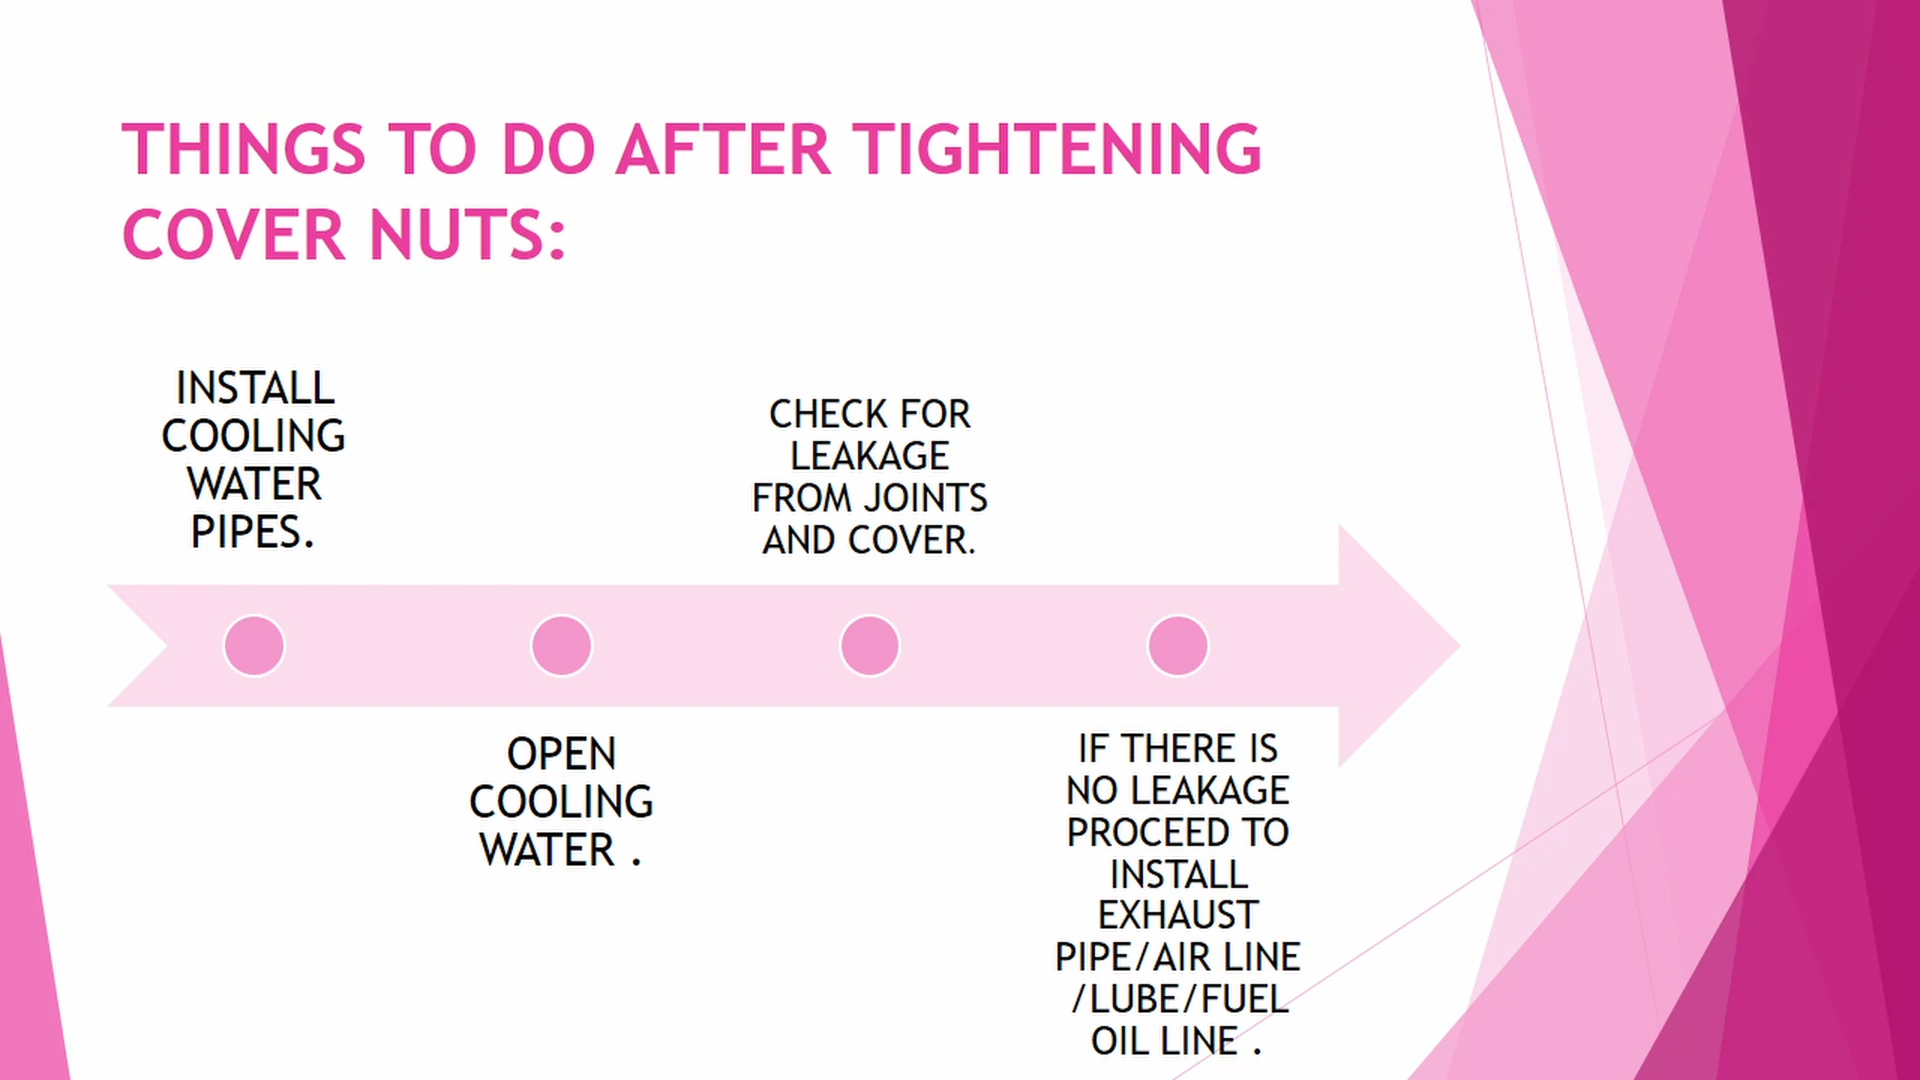 THINGS TO DO AFTER TIGHTENING
COVER NUTS:
INSTALL
COOLING
WATER
PIPES.
OPEN
COOLING
WATER .
CHECK FOR
LEAKAGE
FROM JOINTS
AND COVER.
IF THERE IS
NO LEAKAGE
PROCEED TO
INSTALL
EXHAUST
PIPE/AIR LINE
/LUBE/FUEL
OIL LINE .